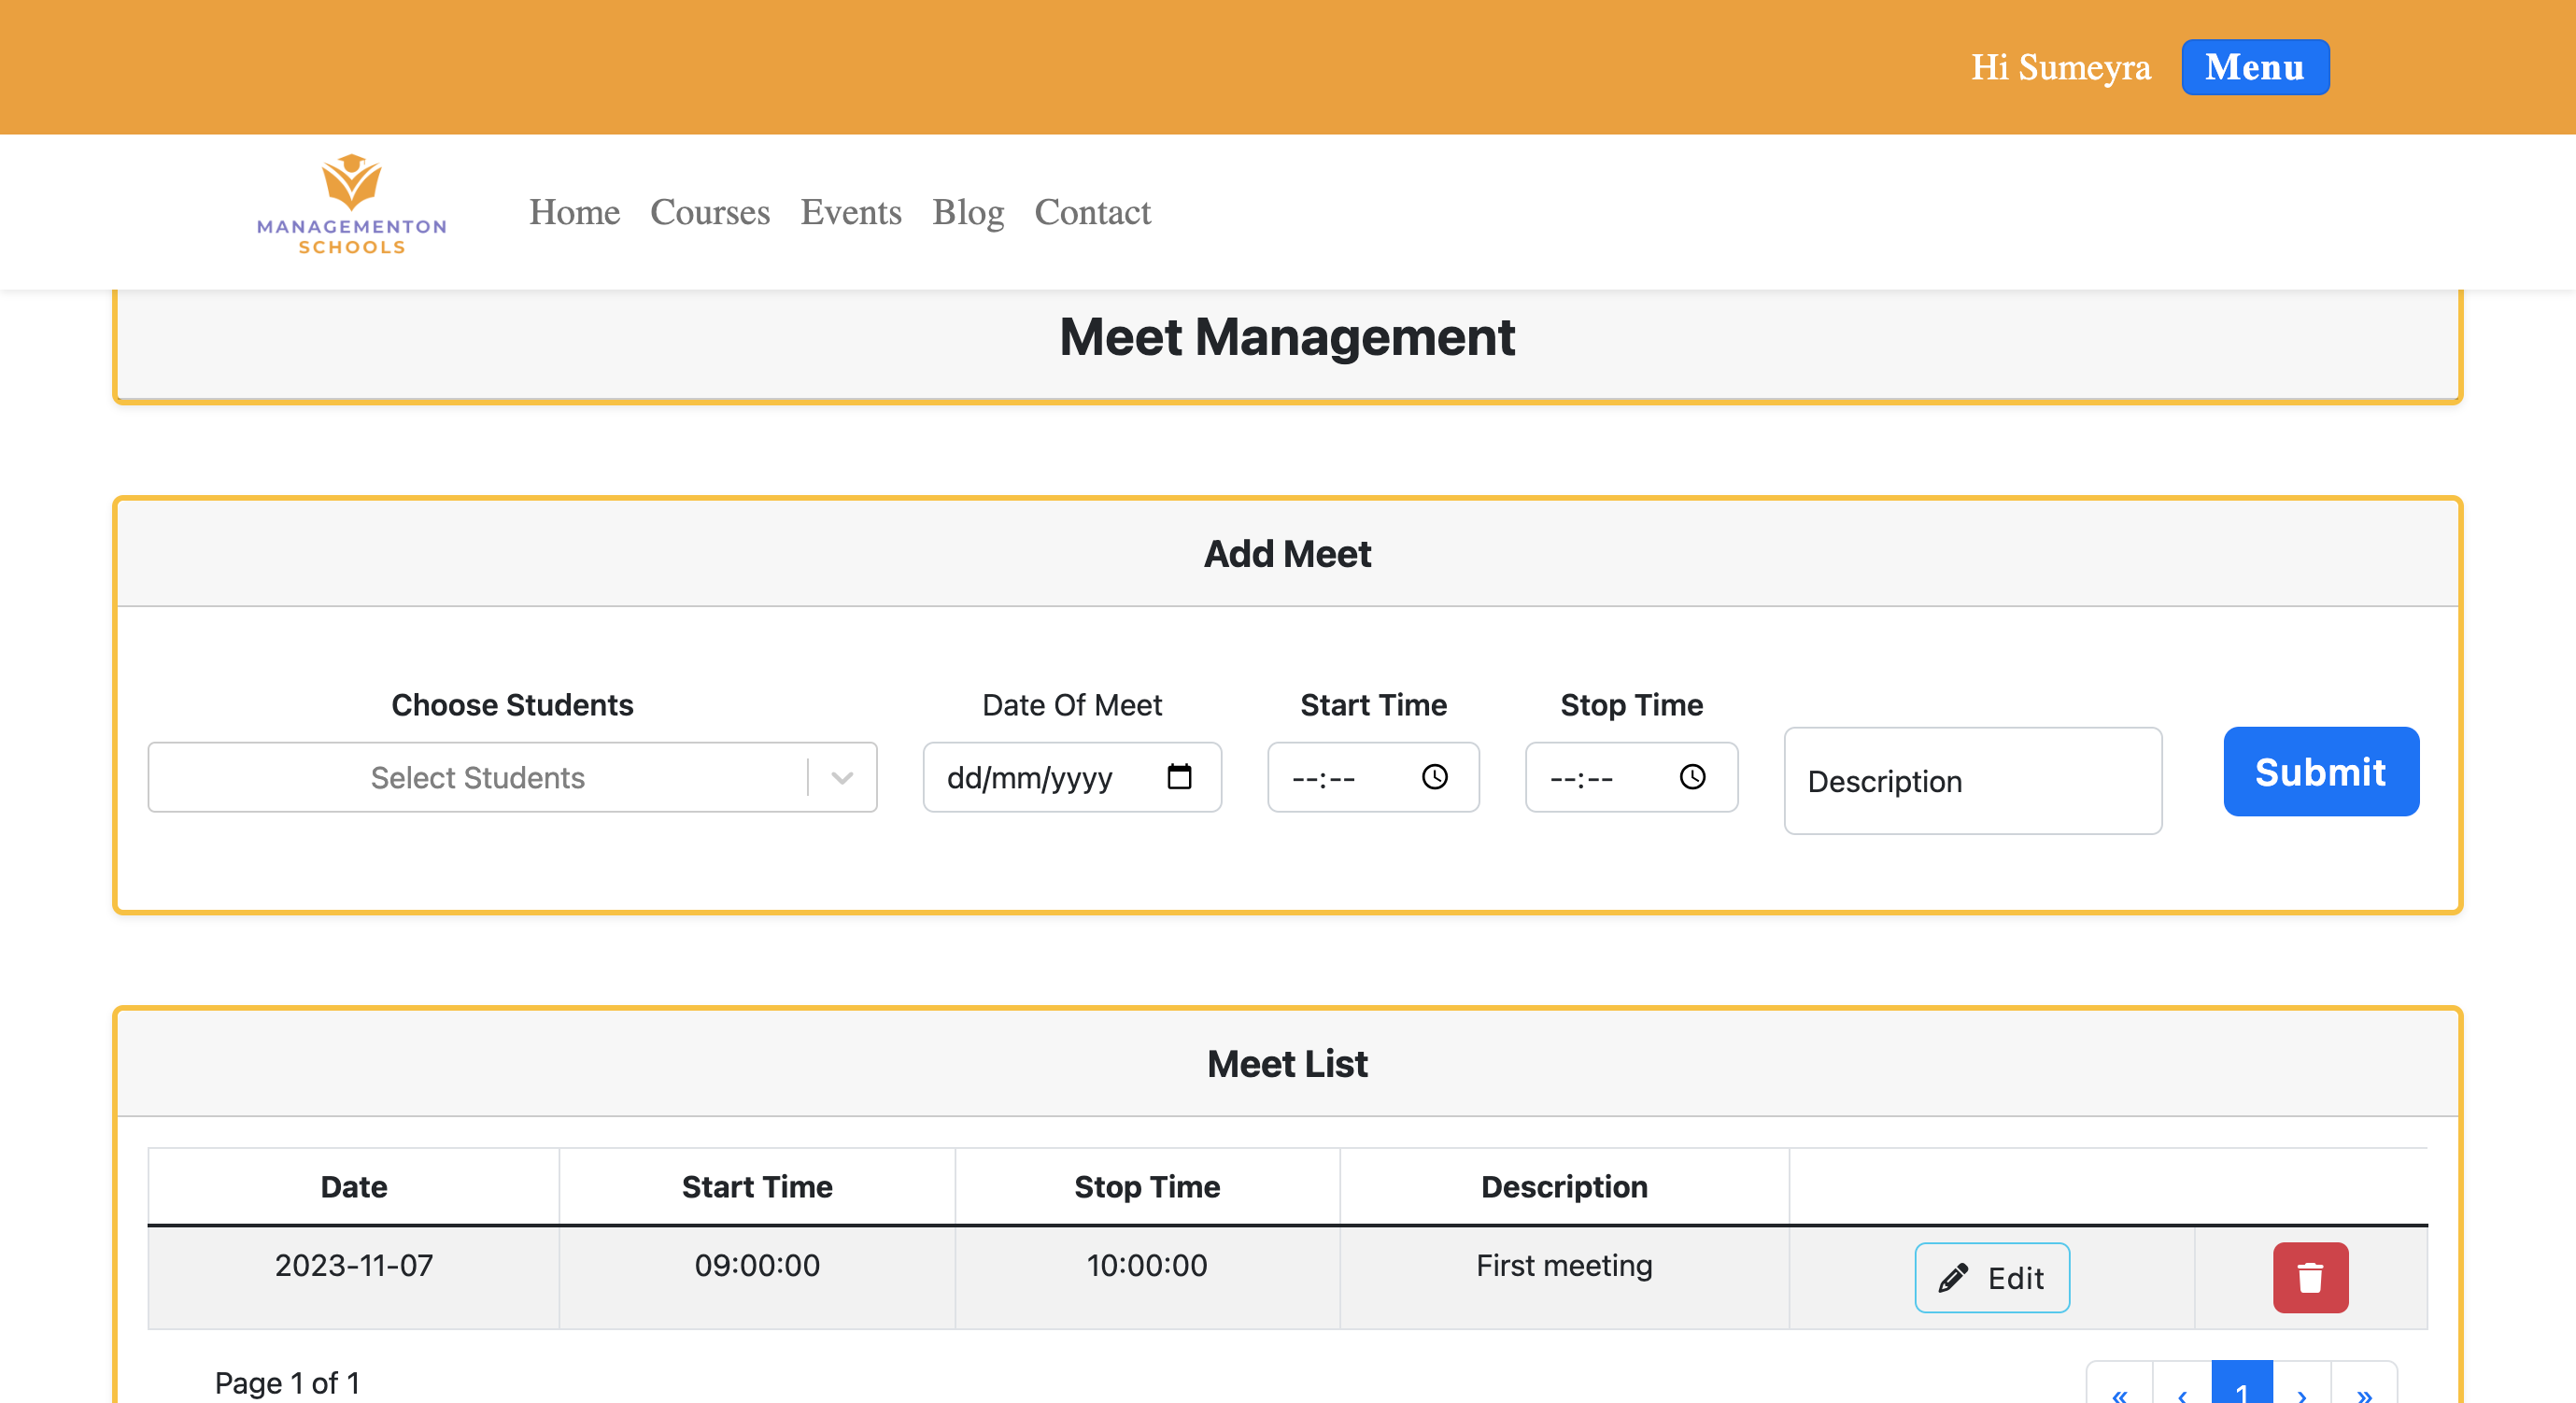 Hi Sumeyra Menu
MANAGEMENTON
SCHOOLS
Home Courses Events Blog Contact
Meet Management
Add Meet
Choose Students Date Of Meet Start Time Stop Time
Select Students dd/mm/yyyy --:-- --:-- Description Submit
Meet List
Date Start Time Stop Time Description
2023-11-07 09:00:00 10:00:00 First meeting Edit
Page 1 of 1 « ‹ 1 › »